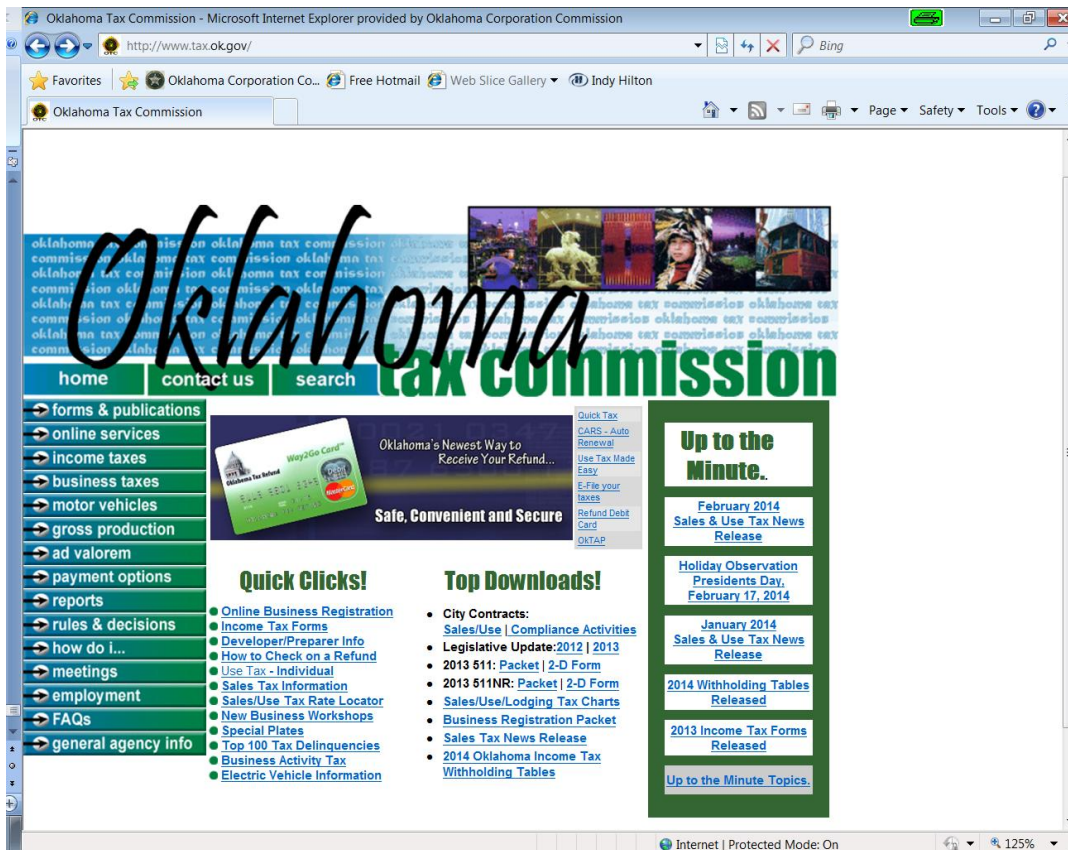 Oklahoma Tax Commission - Microsoft Internet Explorer provided by Oklahoma Corporation Commission
http://www.tax.ok.gov/
Bing
Favorites
Oklahoma Corporation Co...
Free Hotmail
Web Slice Gallery
Indy Hilton
Oklahoma Tax Commission
Page
Safety
Tools
Oklahoma
tax commission
home
contact us
search
forms & publications
online services
income taxes
business taxes
motor vehicles
gross production
ad valorem
payment options
reports
rules & decisions
how do i...
meetings
employment
FAQs
general agency info
Oklahoma Tax Refund
Way2Go Card™
Debit
MasterCard
Oklahoma's Newest Way to
Receive Your Refund...
Safe, Convenient and Secure
Quick Tax
CARS - Auto
Renewal
Use Tax Made
Easy
E-File your
taxes
Refund Debit
Card
OkTAP
Quick Clicks!
Online Business Registration
Income Tax Forms
Developer/Preparer Info
How to Check on a Refund
Use Tax - Individual
Sales Tax Information
Sales/Use Tax Rate Locator
New Business Workshops
Special Plates
Top 100 Tax Delinquencies
Business Activity Tax
Electric Vehicle Information
Top Downloads!
City Contracts:
Sales/Use | Compliance Activities
Legislative Update:2012 | 2013
2013 511: Packet | 2-D Form
2013 511NR: Packet | 2-D Form
Sales/Use/Lodging Tax Charts
Business Registration Packet
Sales Tax News Release
2014 Oklahoma Income Tax
Withholding Tables
Up to the
Minute..
February 2014
Sales & Use Tax News
Release
Holiday Observation
Presidents Day,
February 17, 2014
January 2014
Sales & Use Tax News
Release
2014 Withholding Tables
Released
2013 Income Tax Forms
Released
Up to the Minute Topics.
Internet | Protected Mode: On
125%